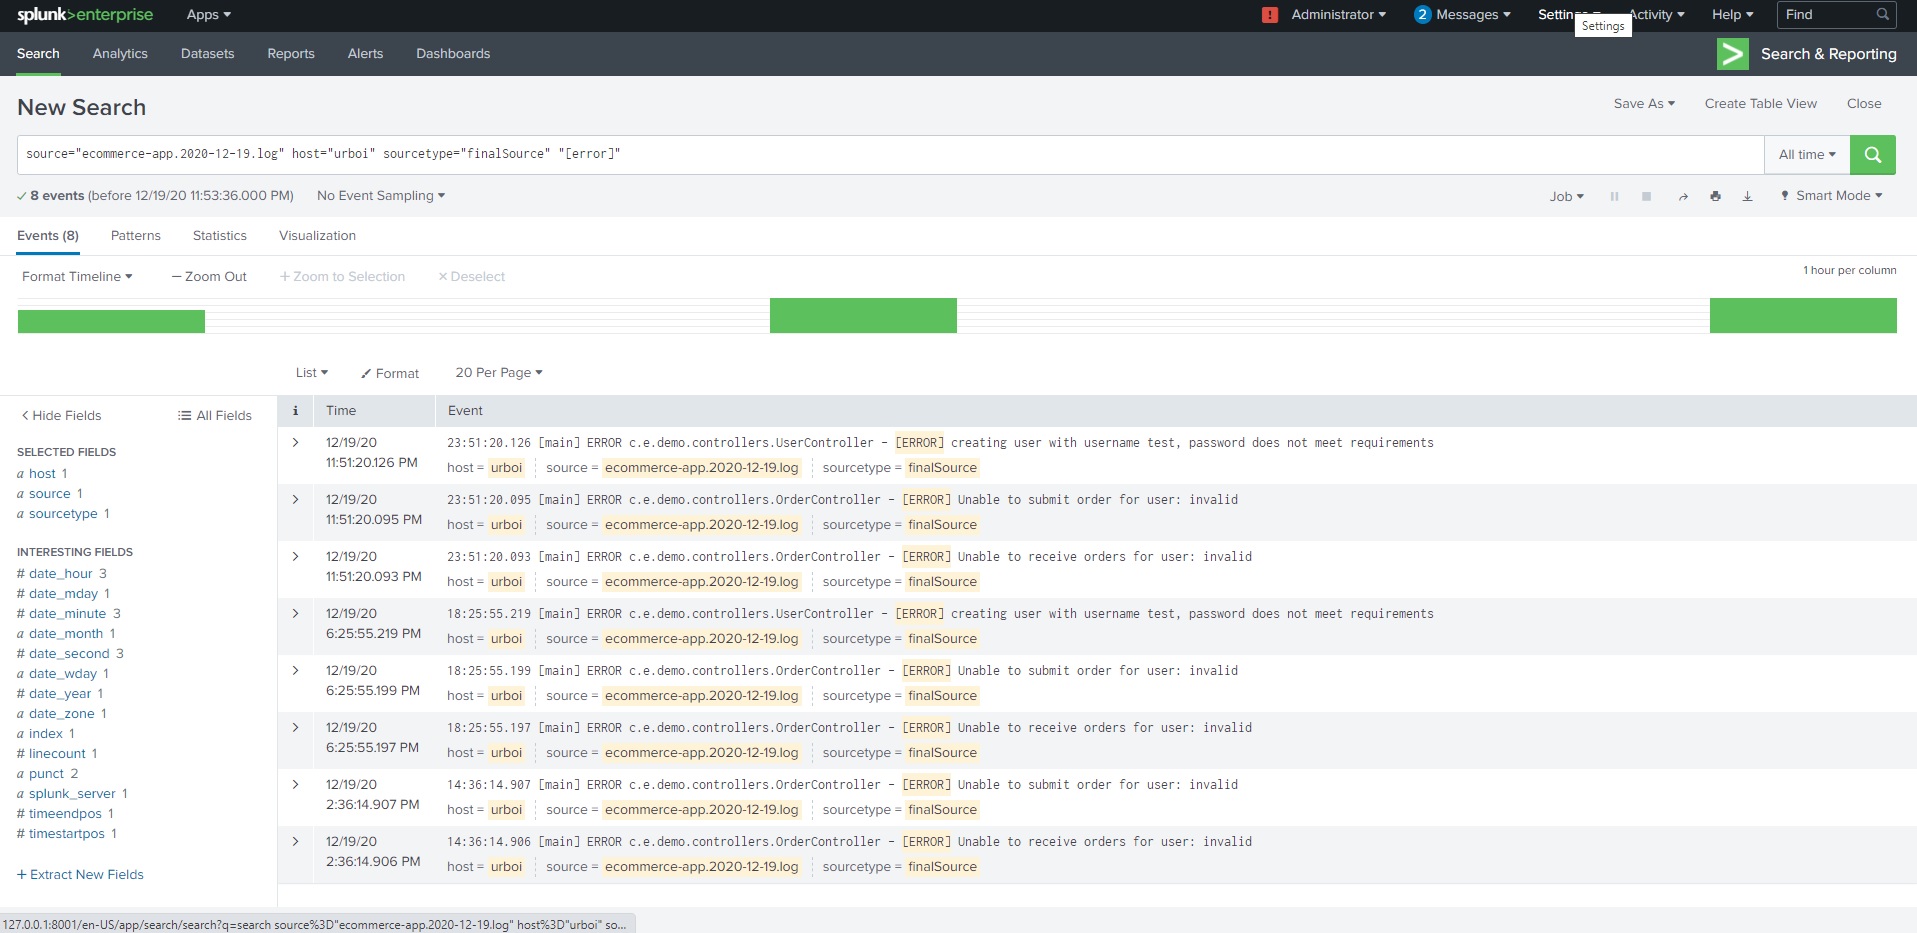 splunk>enterprise Apps ! Administrator 2 Messages Activity Help Find
Settings
Search Analytics Datasets Reports Alerts Dashboards Search & Reporting
New Search Save As Create Table View Close
source="ecommerce-app.2020-12-19.log" host="urboi" sourcetype="finalSource" "[error]" All time
8 events (before 12/19/20 11:53:36.000 PM) No Event Sampling Job Smart Mode
Events (8) Patterns Statistics Visualization
Format Timeline — Zoom Out + Zoom to Selection × Deselect 1 hour per column
List Format 20 Per Page
< Hide Fields All Fields
SELECTED FIELDS
a host 1
a source 1
a sourcetype 1
INTERESTING FIELDS
# date_hour 3
# date_mday 1
# date_minute 3
a date_month 1
# date_second 3
a date_wday 1
# date_year 1
a date_zone 1
a index 1
# linecount 1
a punct 2
a splunk_server 1
# timeendpos 1
# timestartpos 1
+ Extract New Fields
i Time Event
> 12/19/20 23:51:20.126 [main] ERROR c.e.demo.controllers.UserController - [ERROR] creating user with username test, password does not meet requirements
11:51:20.126 PM host = urboi source = ecommerce-app.2020-12-19.log sourcetype = finalSource
> 12/19/20 23:51:20.095 [main] ERROR c.e.demo.controllers.OrderController - [ERROR] Unable to submit order for user: invalid
11:51:20.095 PM host = urboi source = ecommerce-app.2020-12-19.log sourcetype = finalSource
> 12/19/20 23:51:20.093 [main] ERROR c.e.demo.controllers.OrderController - [ERROR] Unable to receive orders for user: invalid
11:51:20.093 PM host = urboi source = ecommerce-app.2020-12-19.log sourcetype = finalSource
> 12/19/20 18:25:55.219 [main] ERROR c.e.demo.controllers.UserController - [ERROR] creating user with username test, password does not meet requirements
6:25:55.219 PM host = urboi source = ecommerce-app.2020-12-19.log sourcetype = finalSource
> 12/19/20 18:25:55.199 [main] ERROR c.e.demo.controllers.OrderController - [ERROR] Unable to submit order for user: invalid
6:25:55.199 PM host = urboi source = ecommerce-app.2020-12-19.log sourcetype = finalSource
> 12/19/20 18:25:55.197 [main] ERROR c.e.demo.controllers.OrderController - [ERROR] Unable to receive orders for user: invalid
6:25:55.197 PM host = urboi source = ecommerce-app.2020-12-19.log sourcetype = finalSource
> 12/19/20 14:36:14.907 [main] ERROR c.e.demo.controllers.OrderController - [ERROR] Unable to submit order for user: invalid
2:36:14.907 PM host = urboi source = ecommerce-app.2020-12-19.log sourcetype = finalSource
> 12/19/20 14:36:14.906 [main] ERROR c.e.demo.controllers.OrderController - [ERROR] Unable to receive orders for user: invalid
2:36:14.906 PM host = urboi source = ecommerce-app.2020-12-19.log sourcetype = finalSource
127.0.0.1:8001/en-US/app/search/search?q=search source%3D"ecommerce-app.2020-12-19.log" host%3D"urboi" so...